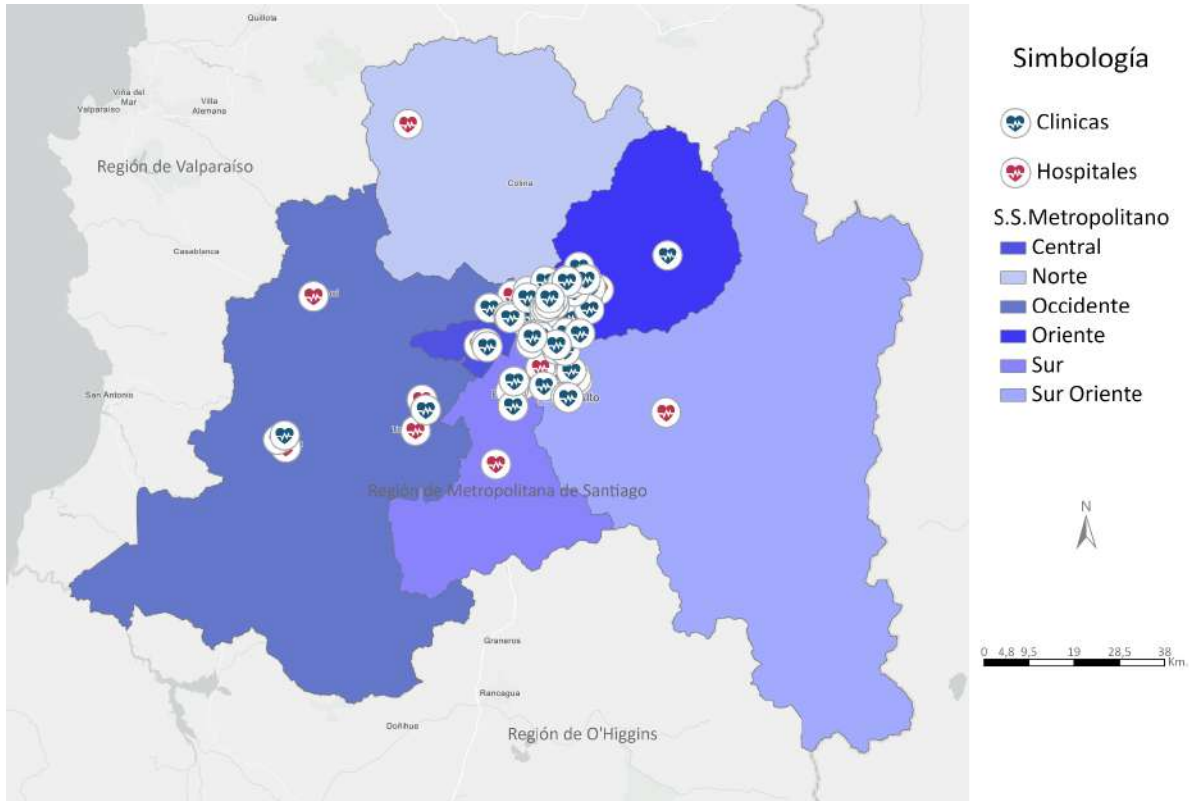 Quillota
Viña del
Mar
Valparaíso
Villa
Alemana
Región de Valparaíso
Colina
Casablanca
San Antonio
Región de Metropolitana de Santiago
Graneros
Rancagua
Doñihue
Región de O'Higgins
Simbología
Clinicas
Hospitales
S.S.Metropolitano
Central
Norte
Occidente
Oriente
Sur
Sur Oriente
N
0 4,8 9,5 19 28,5 38
Km.